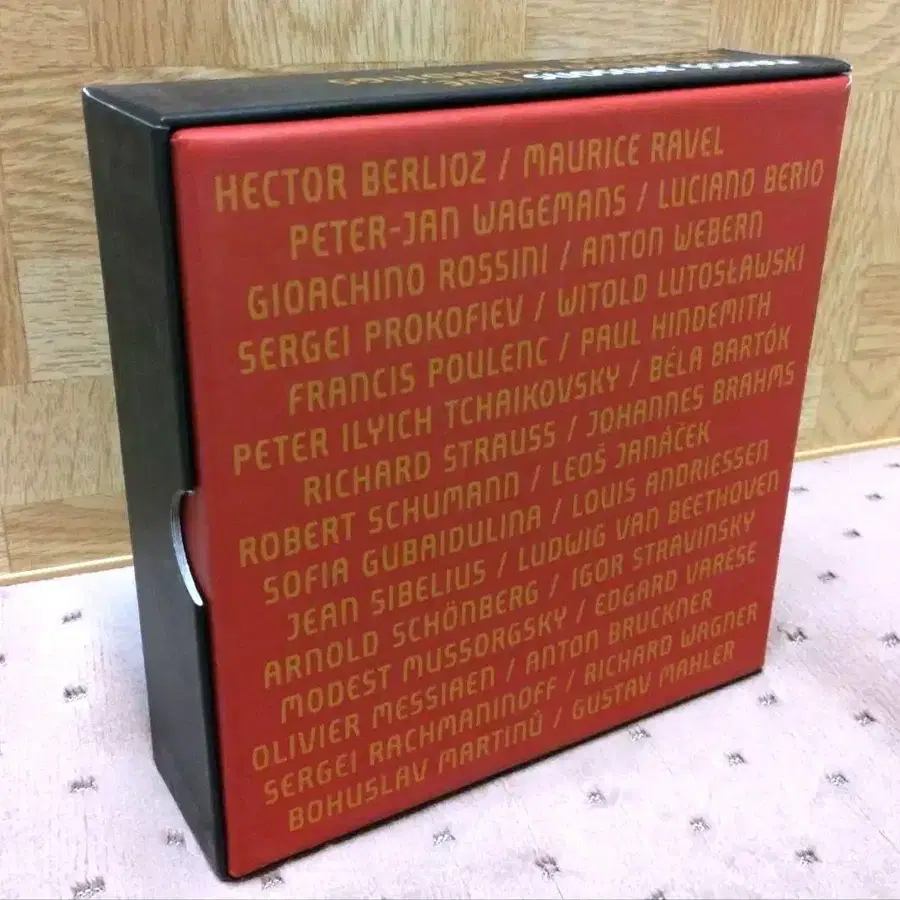 HECTOR BERLIOZ / MAURICE RAVEL
PETER-JAN WAGEMANS / LUCIANO BERIO
GIOACHINO ROSSINI / ANTON WEBERN
SERGEI PROKOFIEV / WITOLD LUTOSŁAWSKI
FRANCIS POULENC / PAUL HINDEMITH
PETER ILYICH TCHAIKOVSKY / BÉLA BARTÓK
RICHARD STRAUSS / JOHANNES BRAHMS
ROBERT SCHUMANN / LEOŠ JANÁČEK
SOFIA GUBAIDULINA / LOUIS ANDRIESSEN
JEAN SIBELIUS / LUDWIG VAN BEETHOVEN
ARNOLD SCHÖNBERG / IGOR STRAVINSKY
MODEST MUSSORGSKY / EDGARD VARÈSE
OLIVIER MESSIAEN / ANTON BRUCKNER
SERGEI RACHMANINOFF / RICHARD WAGNER
BOHUSLAV MARTINŮ / GUSTAV MAHLER